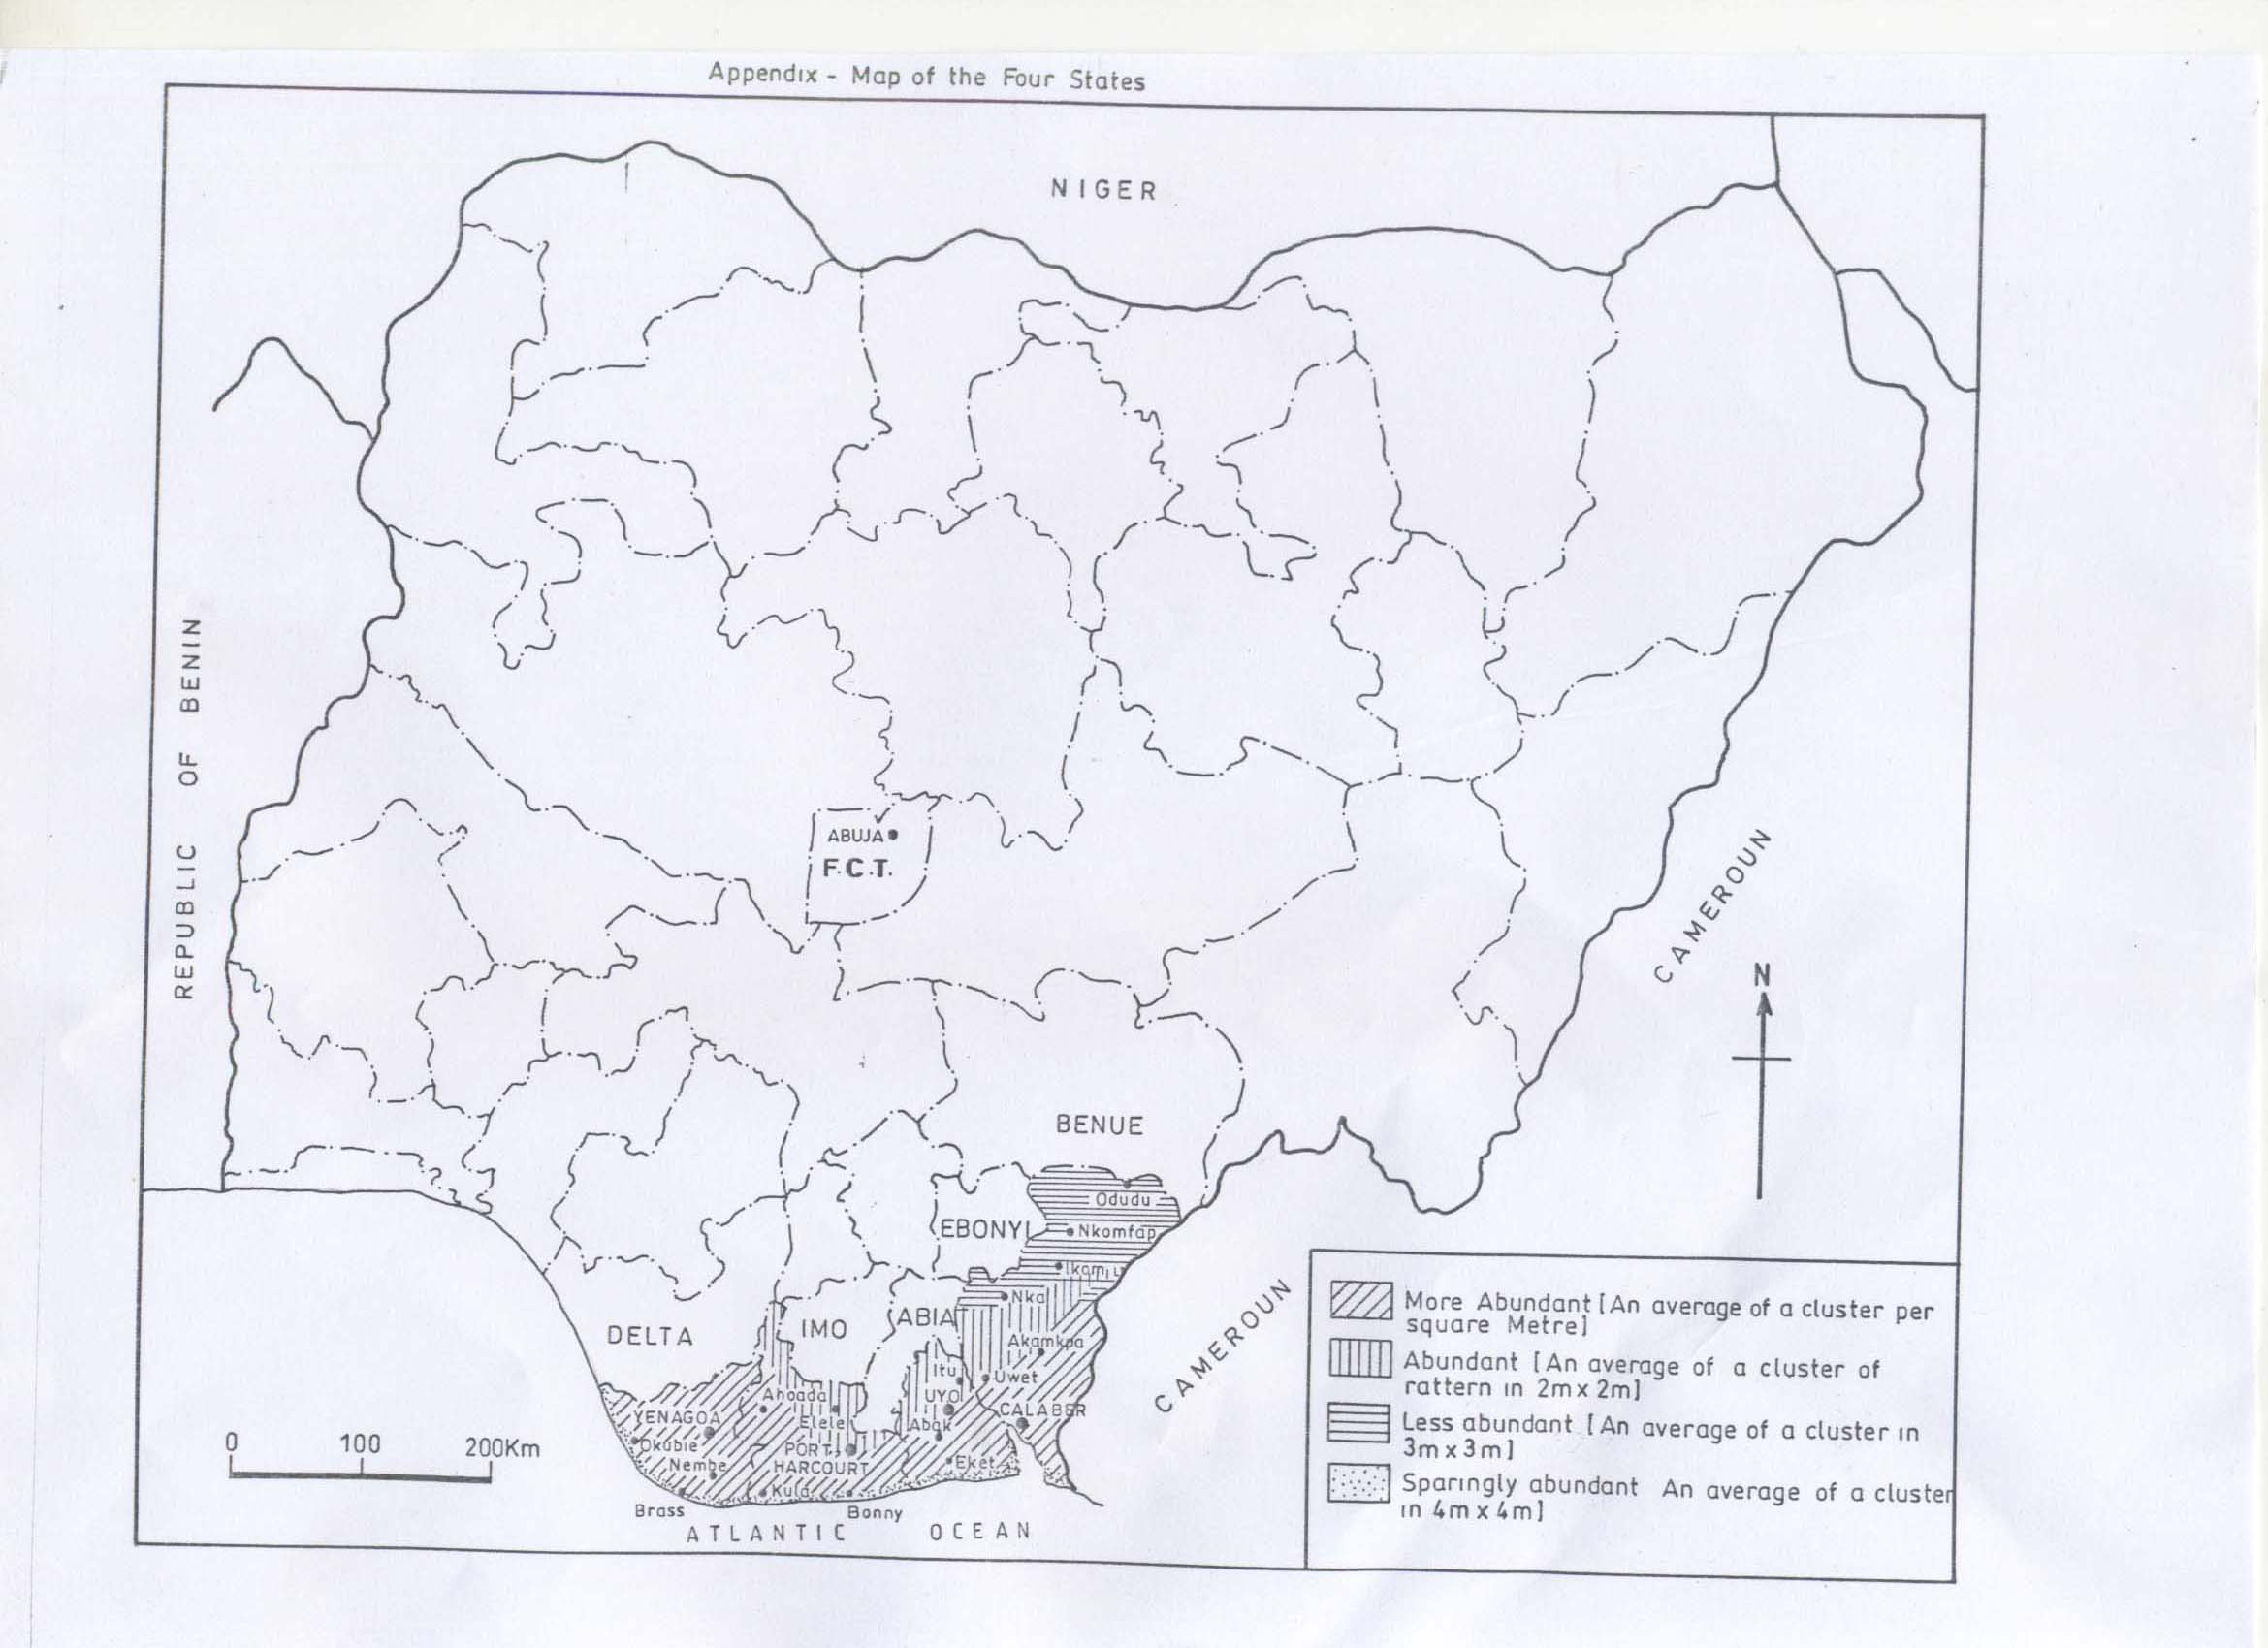 Appendix - Map of the Four States
NIGER
REPUBLIC OF BENIN
ABUJA
F.C.T.
CAMEROUN
N
BENUE
Odudu
EBONYI
Nkomfap
Ikom
Nka
DELTA
IMO
ABIA
Akamkpa
Itu
Uwet
Ahoada
UYO
YENAGOA
Elele
Abak
CALABER
Okubie
PORT
HARCOURT
Nembe
Eket
Kula
Brass
Bonny
ATLANTIC OCEAN
CAMEROUN
0 100 200Km
More Abundant [An average of a cluster per
square Metre]
Abundant [An average of a cluster of
rattern in 2m x 2m]
Less abundant [An average of a cluster in
3m x 3m]
Sparingly abundant An average of a cluster
in 4m x 4m]